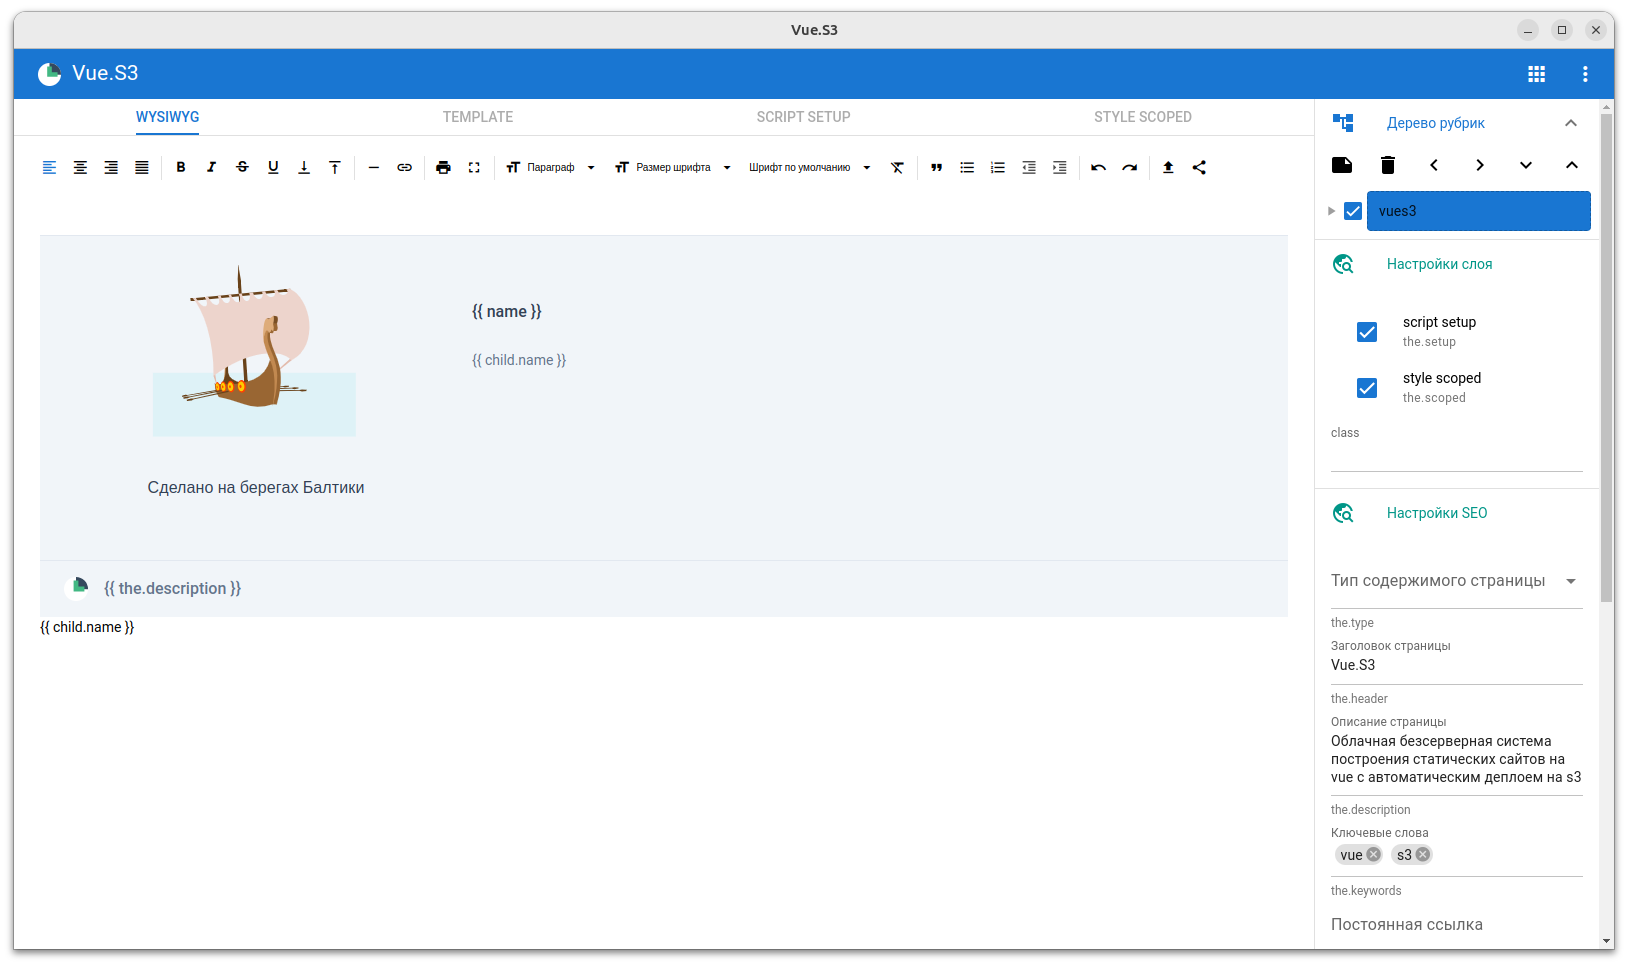 Vue.S3
Vue.S3
WYSIWYG TEMPLATE SCRIPT SETUP STYLE SCOPED
Параграф Размер шрифта Шрифт по умолчанию
{{ name }}
{{ child.name }}
Сделано на берегах Балтики
{{ the.description }}
{{ child.name }}
Дерево рубрик
vues3
Настройки слоя
script setup
the.setup
style scoped
the.scoped
class
Настройки SEO
Тип содержимого страницы
the.type
Заголовок страницы
Vue.S3
the.header
Описание страницы
Облачная безсерверная система
построения статических сайтов на
vue с автоматическим деплоем на s3
the.description
Ключевые слова
vue s3
the.keywords
Постоянная ссылка